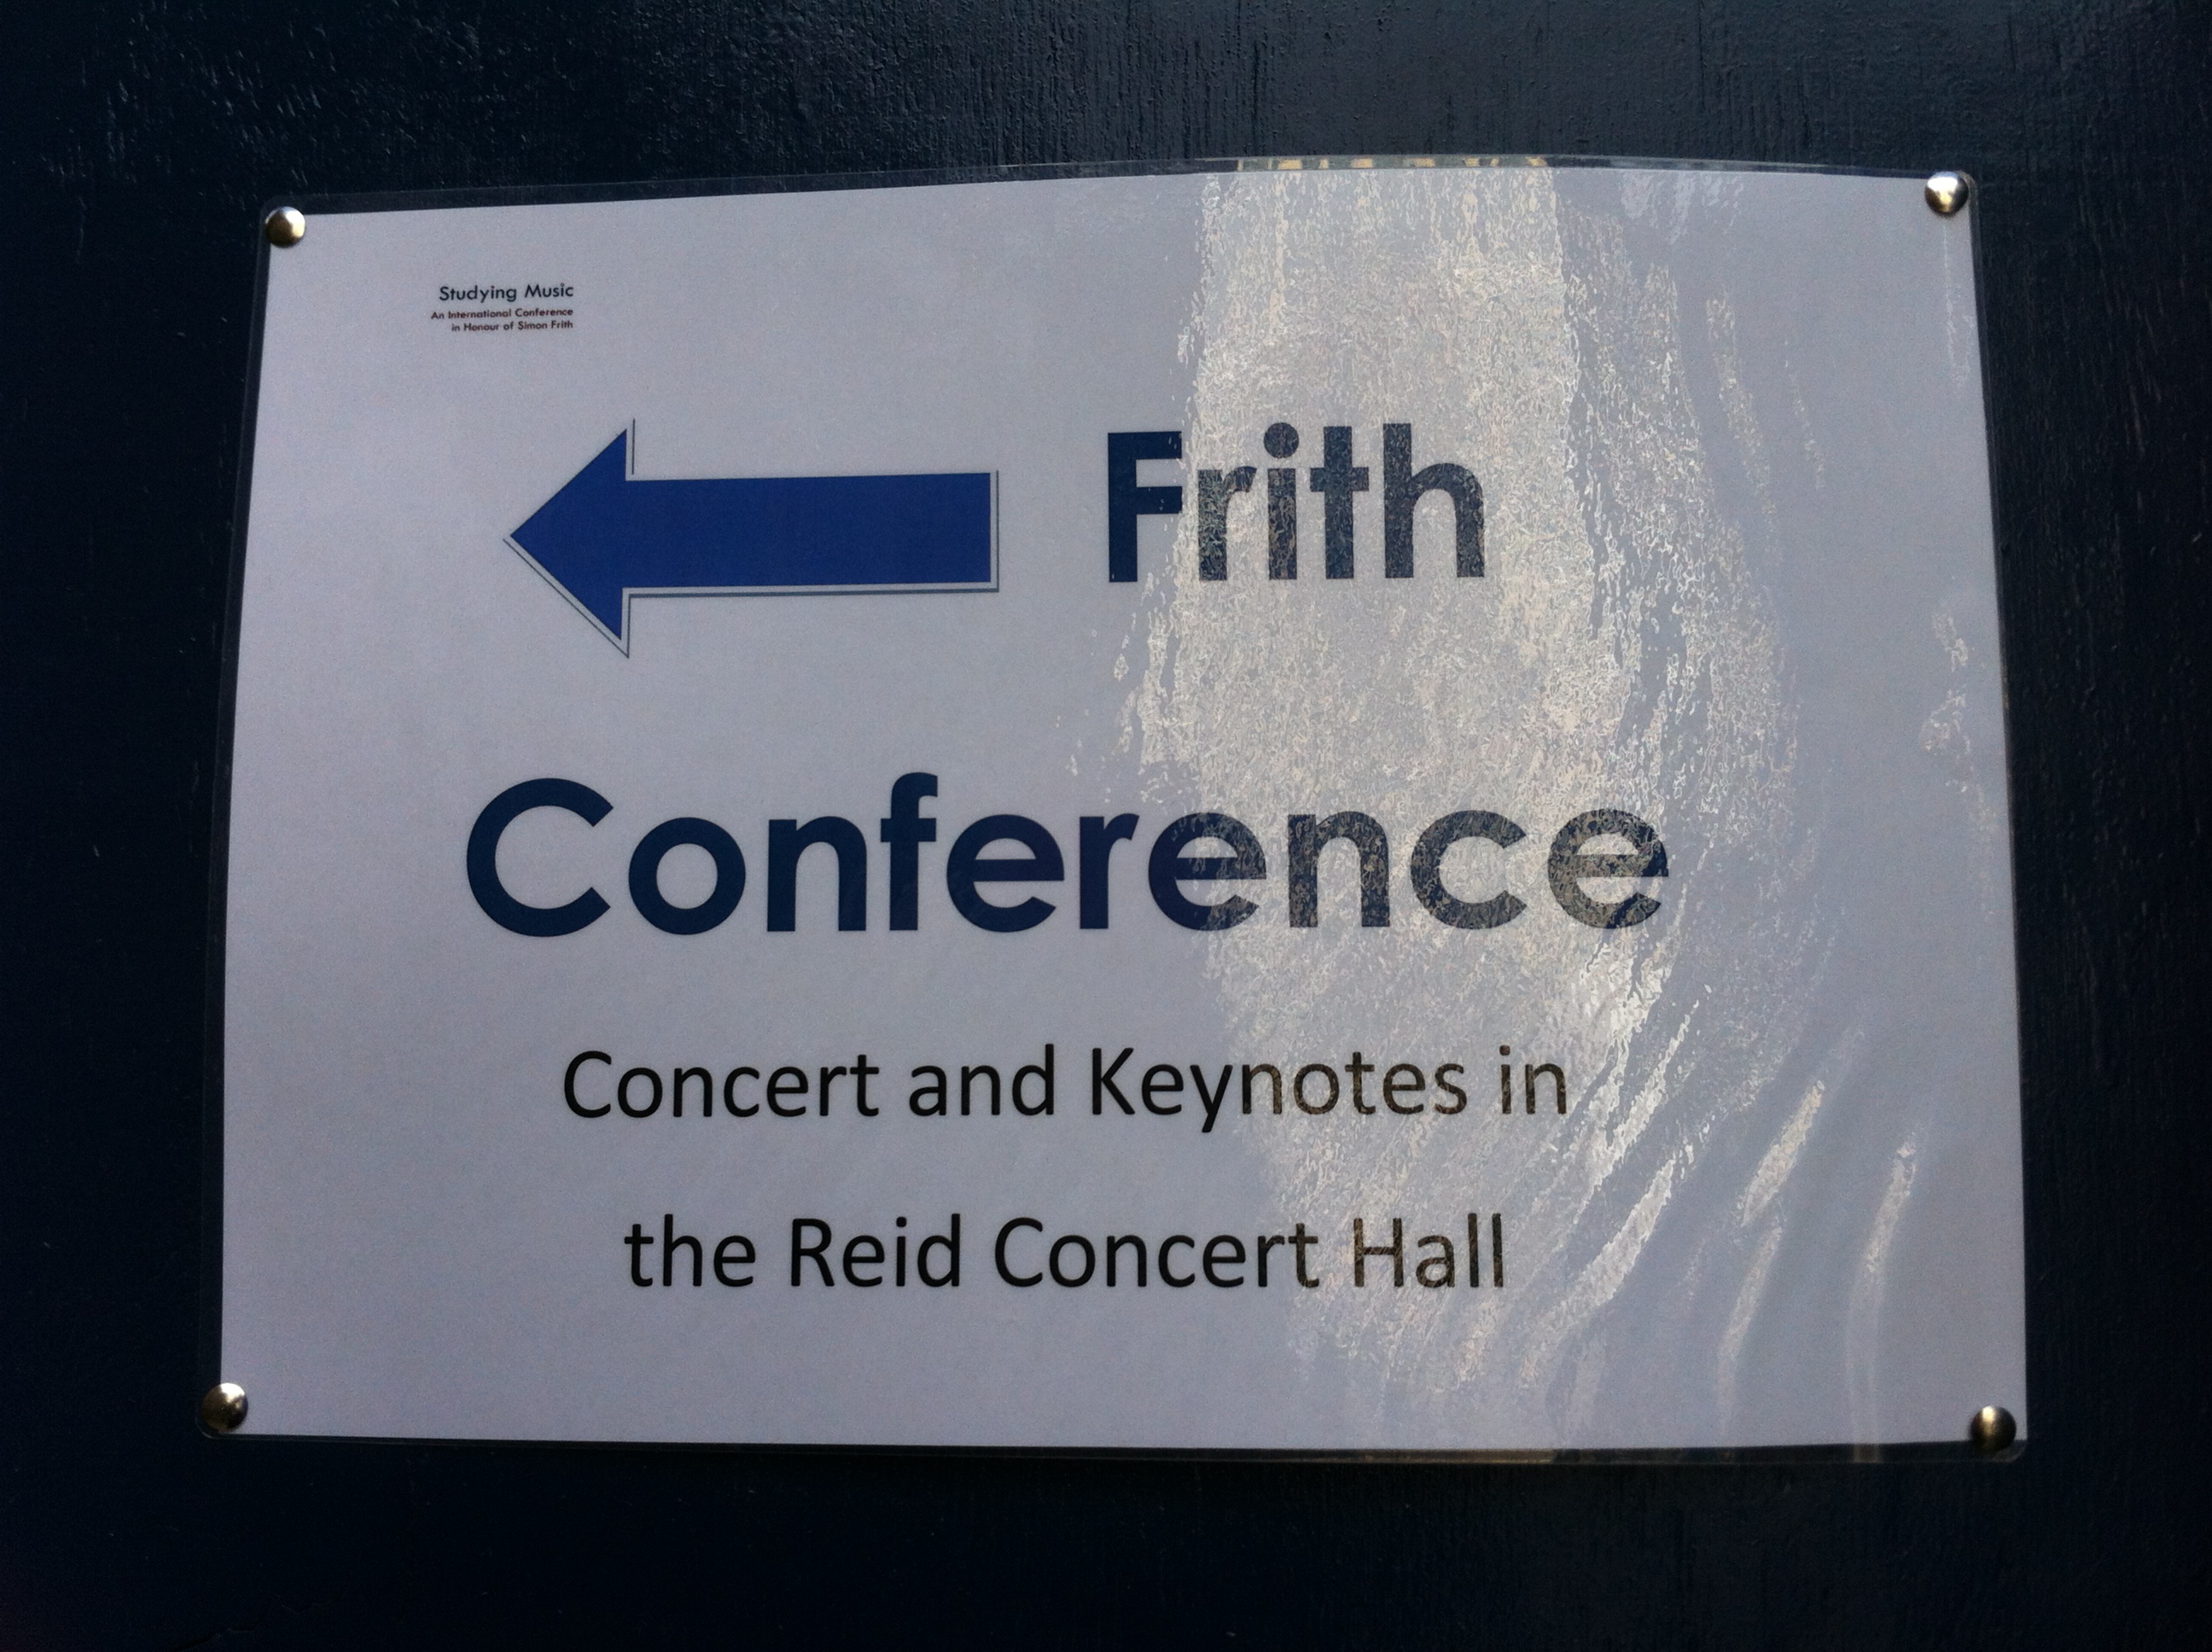 Studying Music
An International Conference
in Honour of Simon Frith
Frith
Conference
Concert and Keynotes in
the Reid Concert Hall